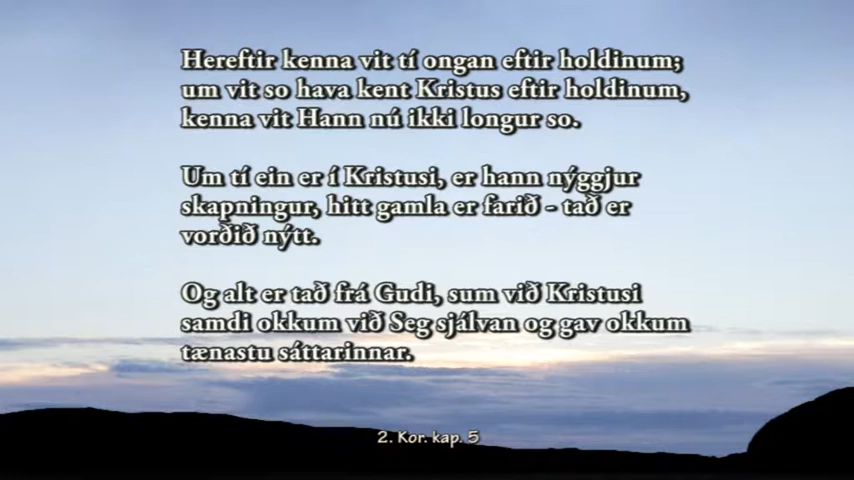 Hereftir kenna vit tí ongan eftir holdinum;
um vit so hava kent Kristus eftir holdinum,
kenna vit Hann nú ikki longur so.
Um tí ein er í Kristusi, er hann nýggjur
skapningur, hitt gamla er farið - tað er
vorðið nýtt.
Og alt er tað frá Gudi, sum við Kristusi
samdi okkum við Seg sjálvan og gav okkum
tænastu sáttarinnar.
2. Kor. kap. 5